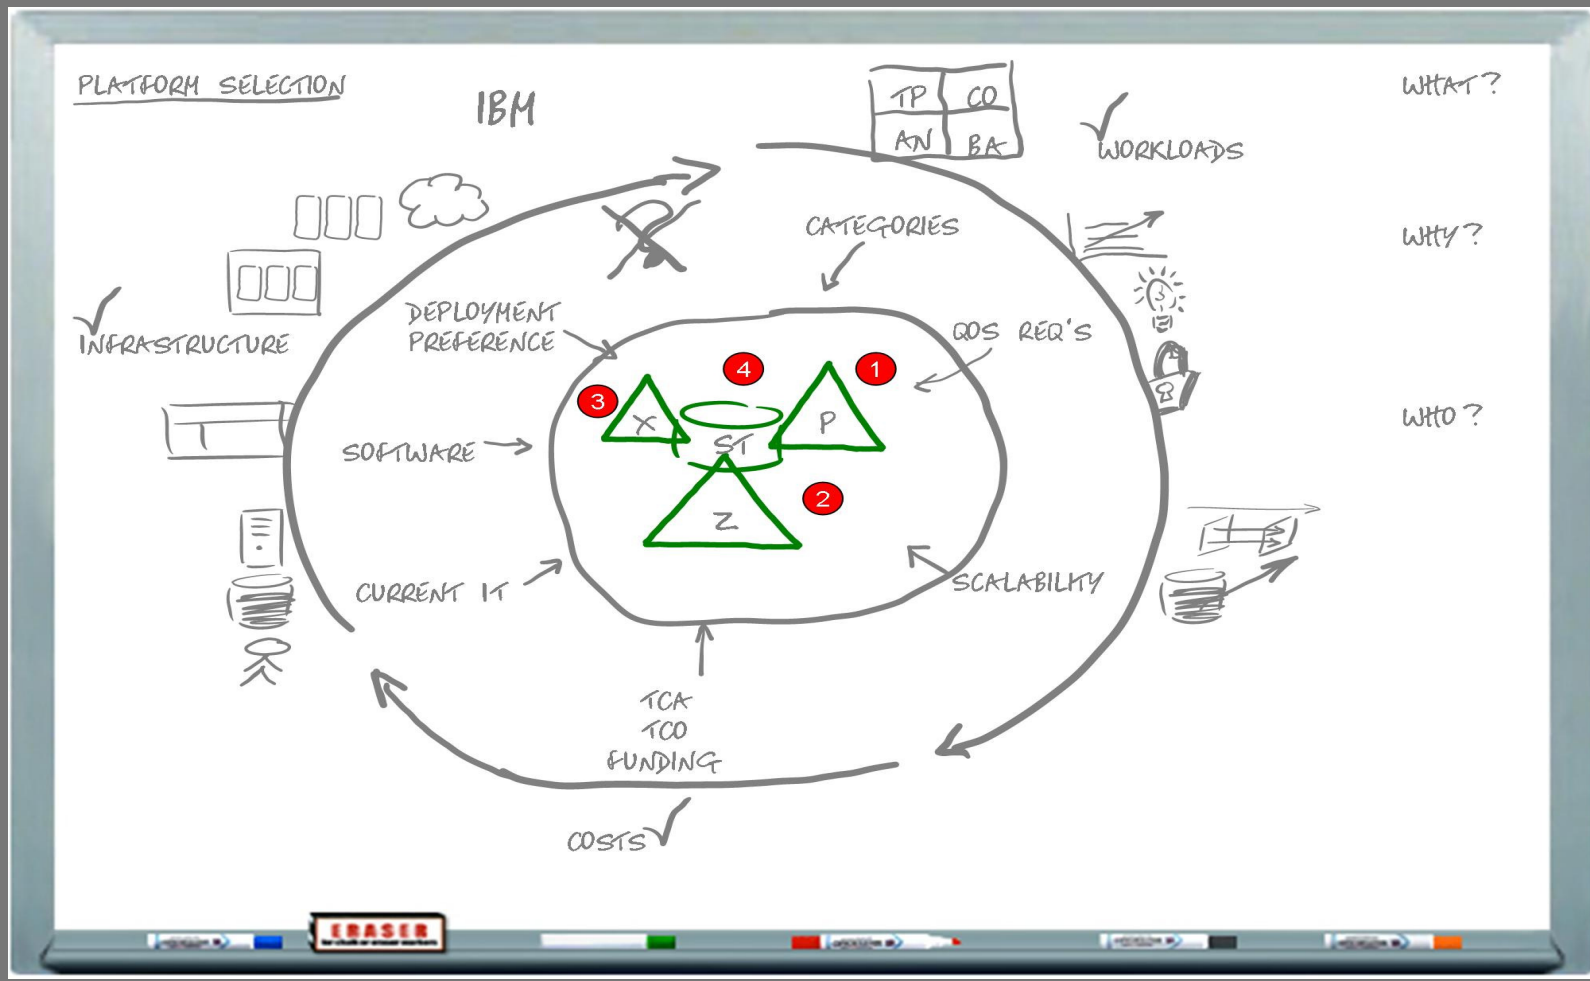 PLATFORM SELECTION
IBM
TP CO
AN BA
WORKLOADS
WHAT?
WHY?
WHO?
CATEGORIES
DEPLOYMENT
PREFERENCE
QOS REQ'S
INFRASTRUCTURE
SOFTWARE
3
4
1
X
ST
P
2
Z
CURRENT IT
SCALABILITY
TCA
TCO
FUNDING
COSTS
ERASER